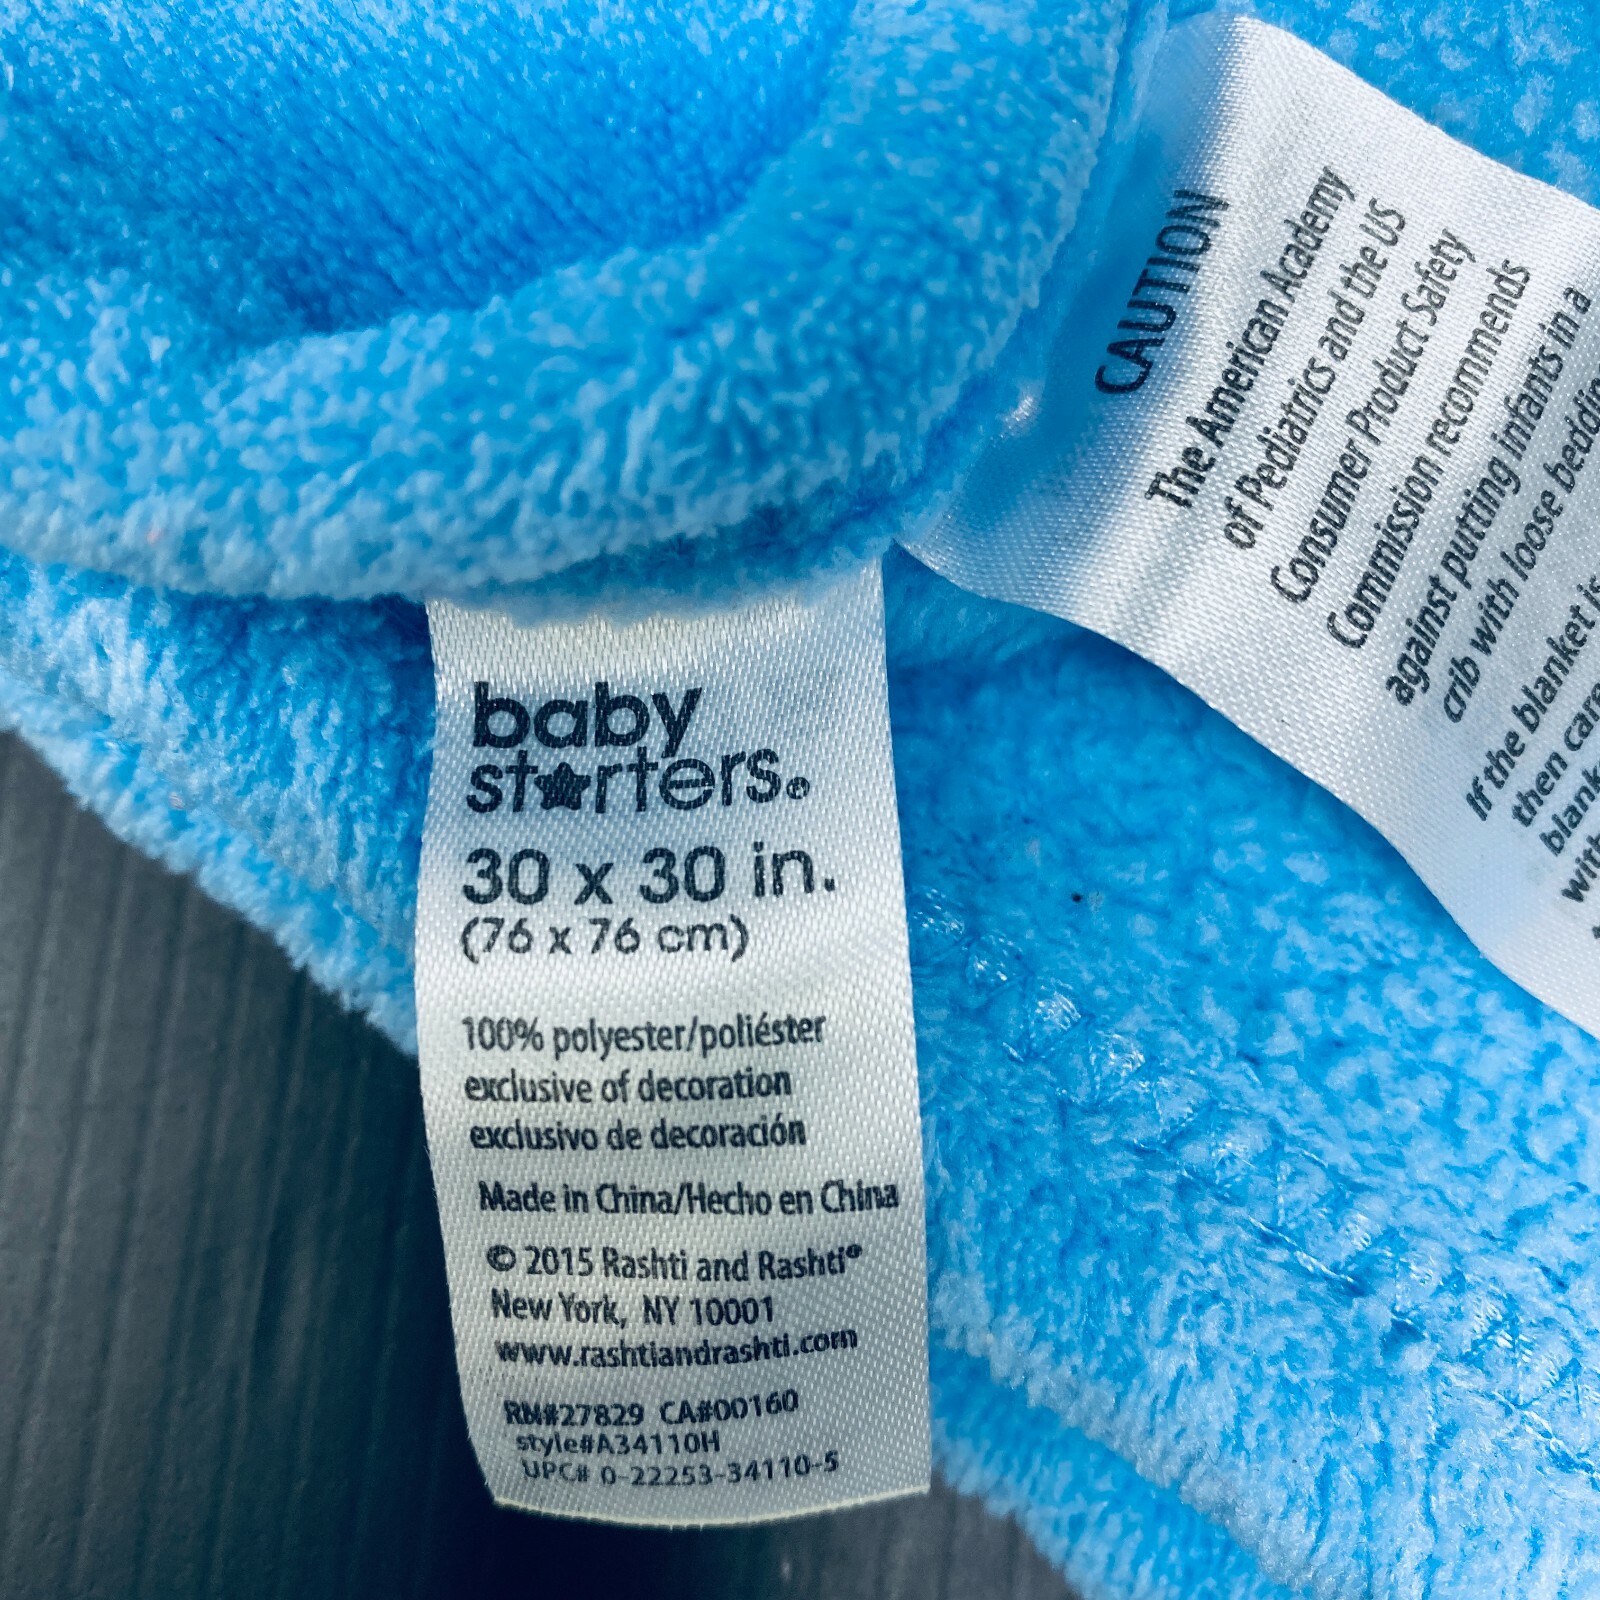 baby
starters®
30 x 30 in.
(76 x 76 cm)
100% polyester/poliéster
exclusive of decoration
exclusivo de decoración
Made in China/Hecho en China
© 2015 Rashti and Rashti®
New York, NY 10001
www.rashtiandrashti.com
RN#27829 CA#00160
style#A34110H
UPC# 0-22253-34110-5
CAUTION
The American Academy
of Pediatrics and the US
Consumer Product Safety
Commission recommends
against putting infants in a
crib with loose
If the blanket is
then